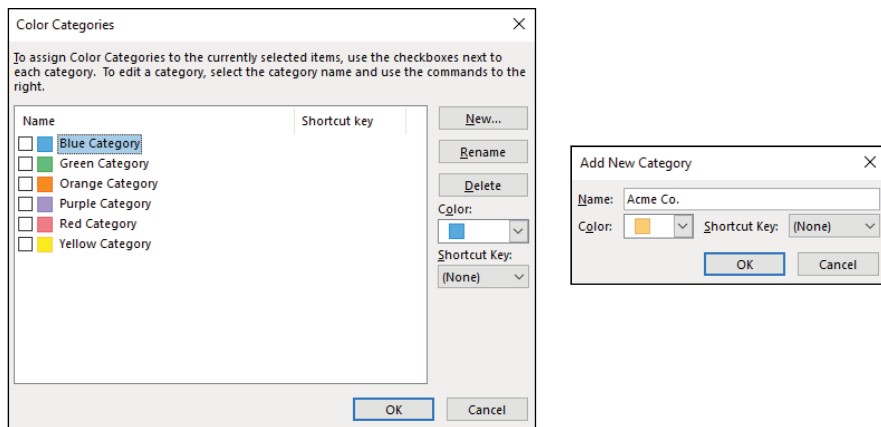 Color Categories
To assign Color Categories to the currently selected items, use the checkboxes next to
each category.  To edit a category, select the category name and use the commands to the
right.
Name Shortcut key
Blue Category
Green Category
Orange Category
Purple Category
Red Category
Yellow Category
New...
Rename
Delete
Color:
Shortcut Key:
(None)
OK Cancel
Add New Category
Name: Acme Co.
Color: Shortcut Key: (None)
OK Cancel